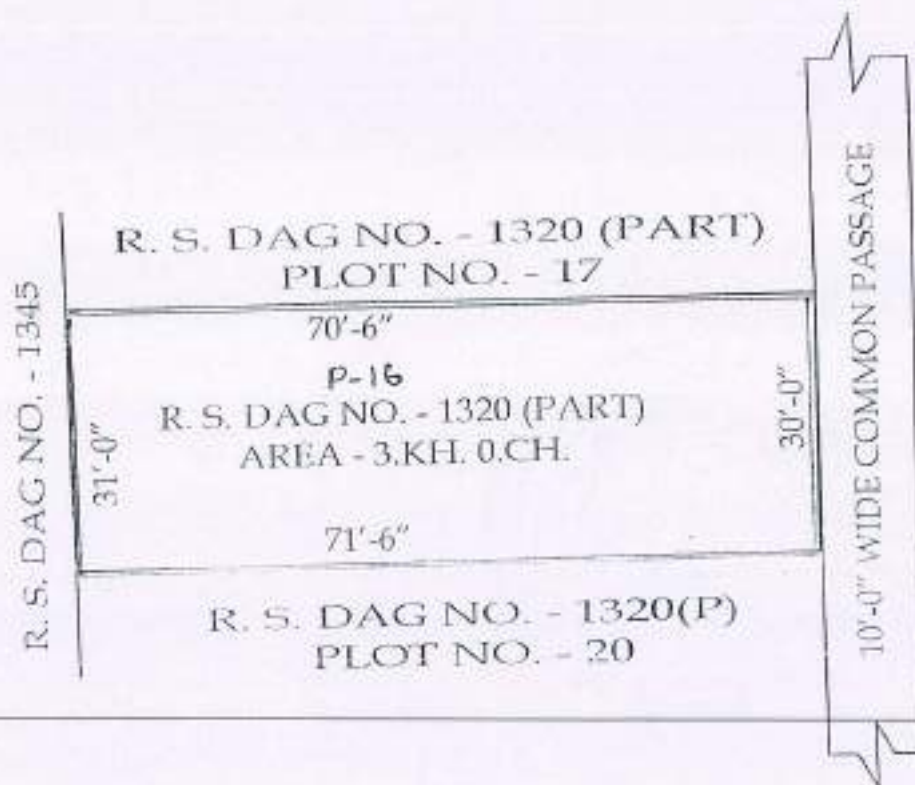 R. S. DAG NO. - 1320 (PART)
PLOT NO. - 17
R. S. DAG NO. - 1345
70'-6"
P-16
R. S. DAG NO. - 1320 (PART)
AREA - 3.KH. 0.CH.
31'-0"
30'-0"
71'-6"
10'-0" WIDE COMMON PASSAGE
R. S. DAG NO. - 1320(P)
PLOT NO. - 20